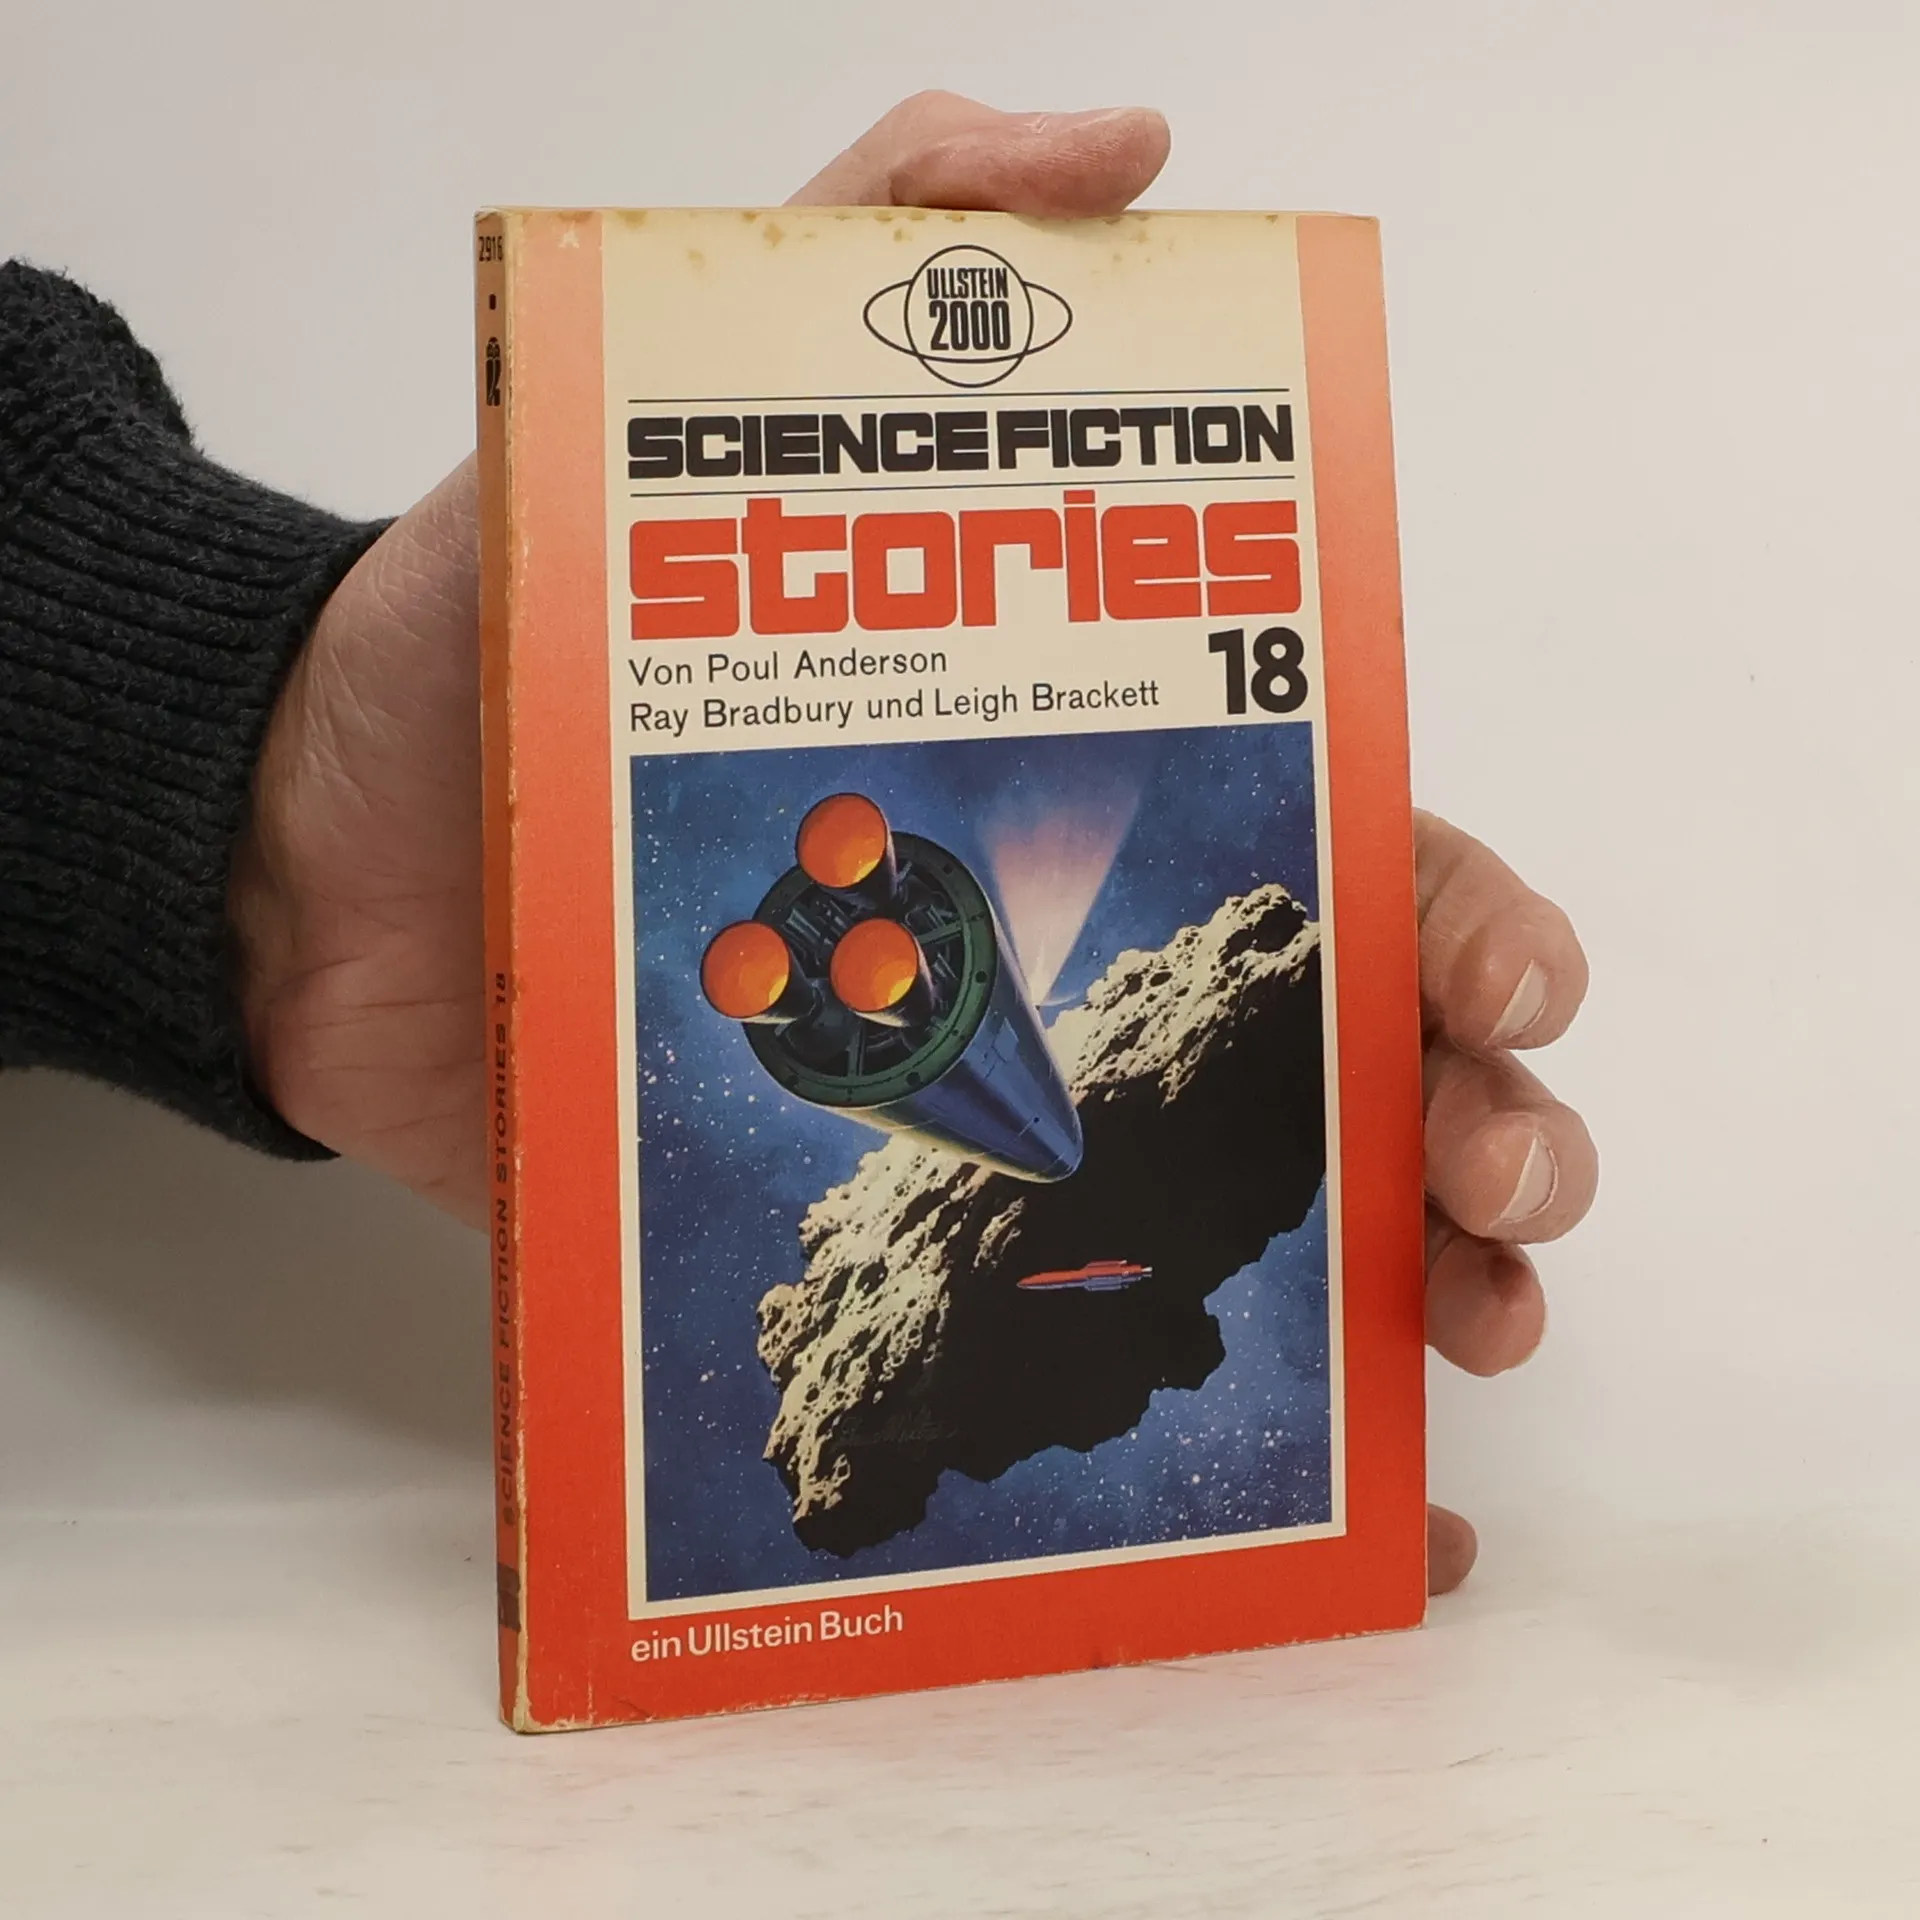 2916
ULLSTEIN
2000
SCIENCE FICTION
stories
18
Von Poul Anderson
Ray Bradbury und Leigh Brackett
ein Ullstein Buch
SCIENCE FICTION STORIES 18